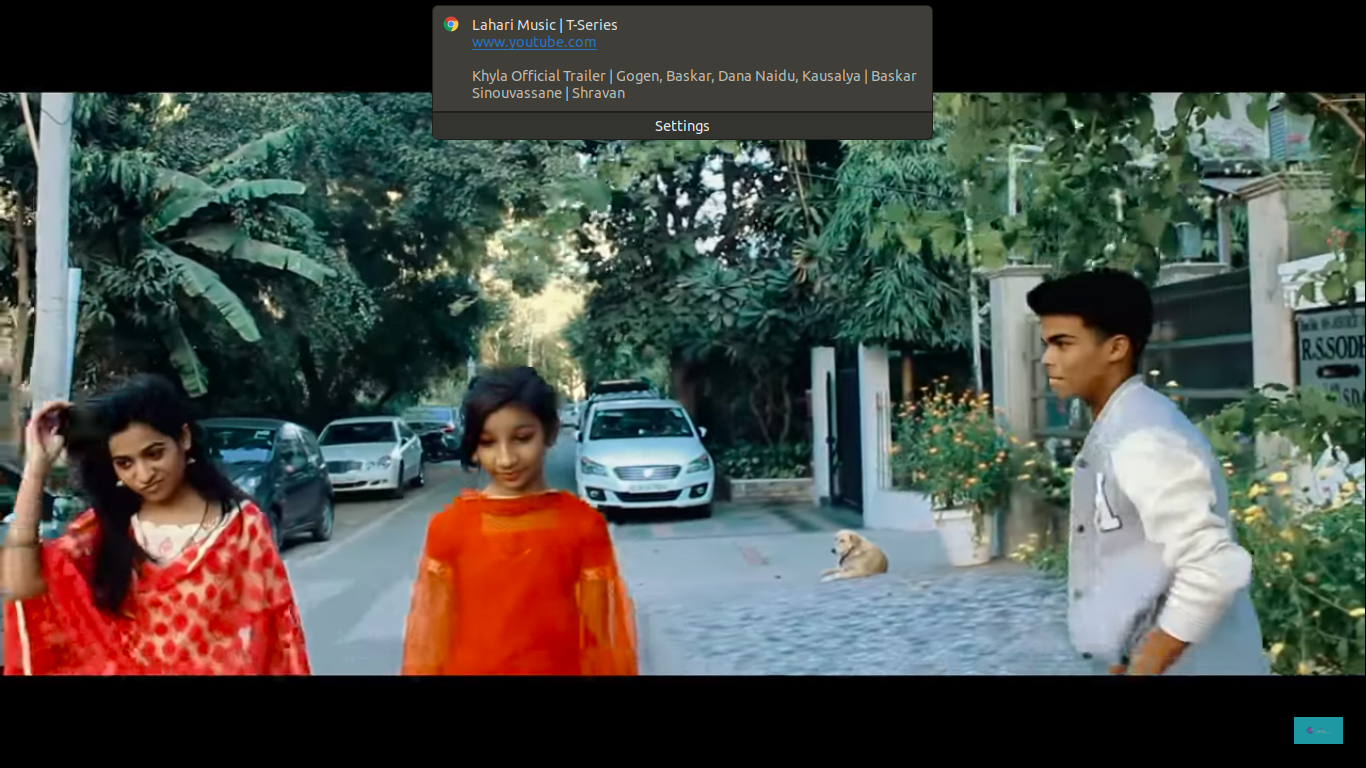 Lahari Music | T-Series
www.youtube.com
Khyla Official Trailer | Gogen, Baskar, Dana Naidu, Kausalya | Baskar
Sinouvassane | Shravan
Settings
R.S.SODH